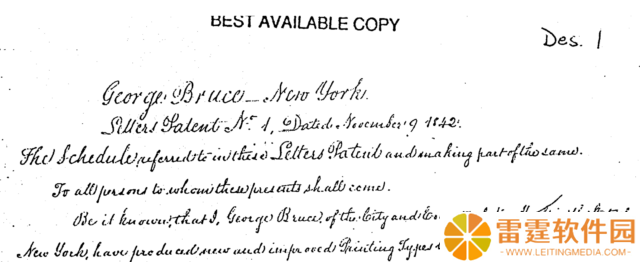 BEST AVAILABLE COPY
Des. 1
George Bruce New York.
Letters Patent No. 1, Dated November 9 1842.
The Schedule referred to in these Letters Patent and making part of the same.
To all persons to whom these presents shall come.
Be it known, that I, George Bruce, of the City and
New York, have produced new and improved Printing Types
雷霆软件园
WWW.LEITINGMEDIA.COM